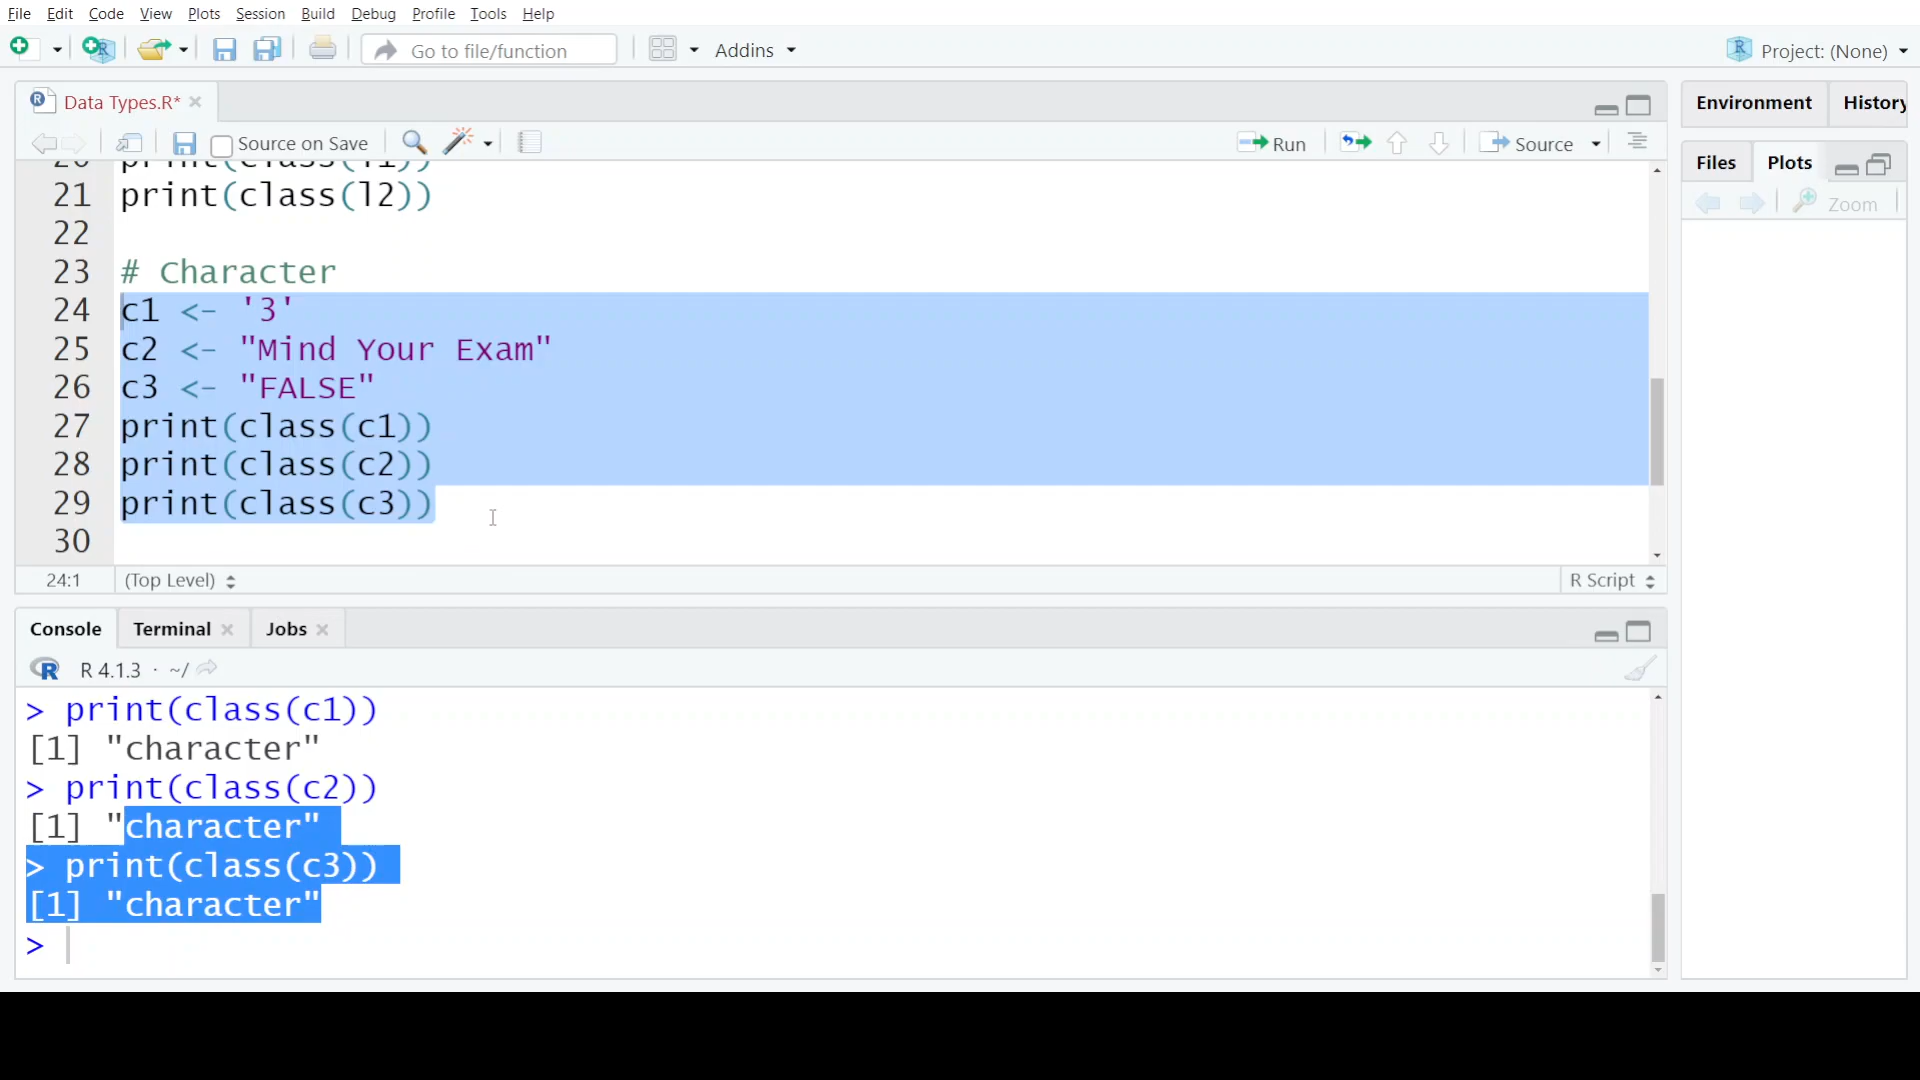 File Edit Code View Plots Session Build Debug Profile Tools Help
Go to file/function Addins Project: (None)
Data Types.R* Environment History
Source on Save Run Source Files Plots
Zoom
20 print(class(l1))
21 print(class(l2))
22
23 # Character
24 c1 <- '3'
25 c2 <- "Mind Your Exam"
26 c3 <- "FALSE"
27 print(class(c1))
28 print(class(c2))
29 print(class(c3))
30
24:1 (Top Level) R Script
Console Terminal Jobs
R 4.1.3 · ~/
> print(class(c1))
[1] "character"
> print(class(c2))
[1] "character"
> print(class(c3))
[1] "character"
>